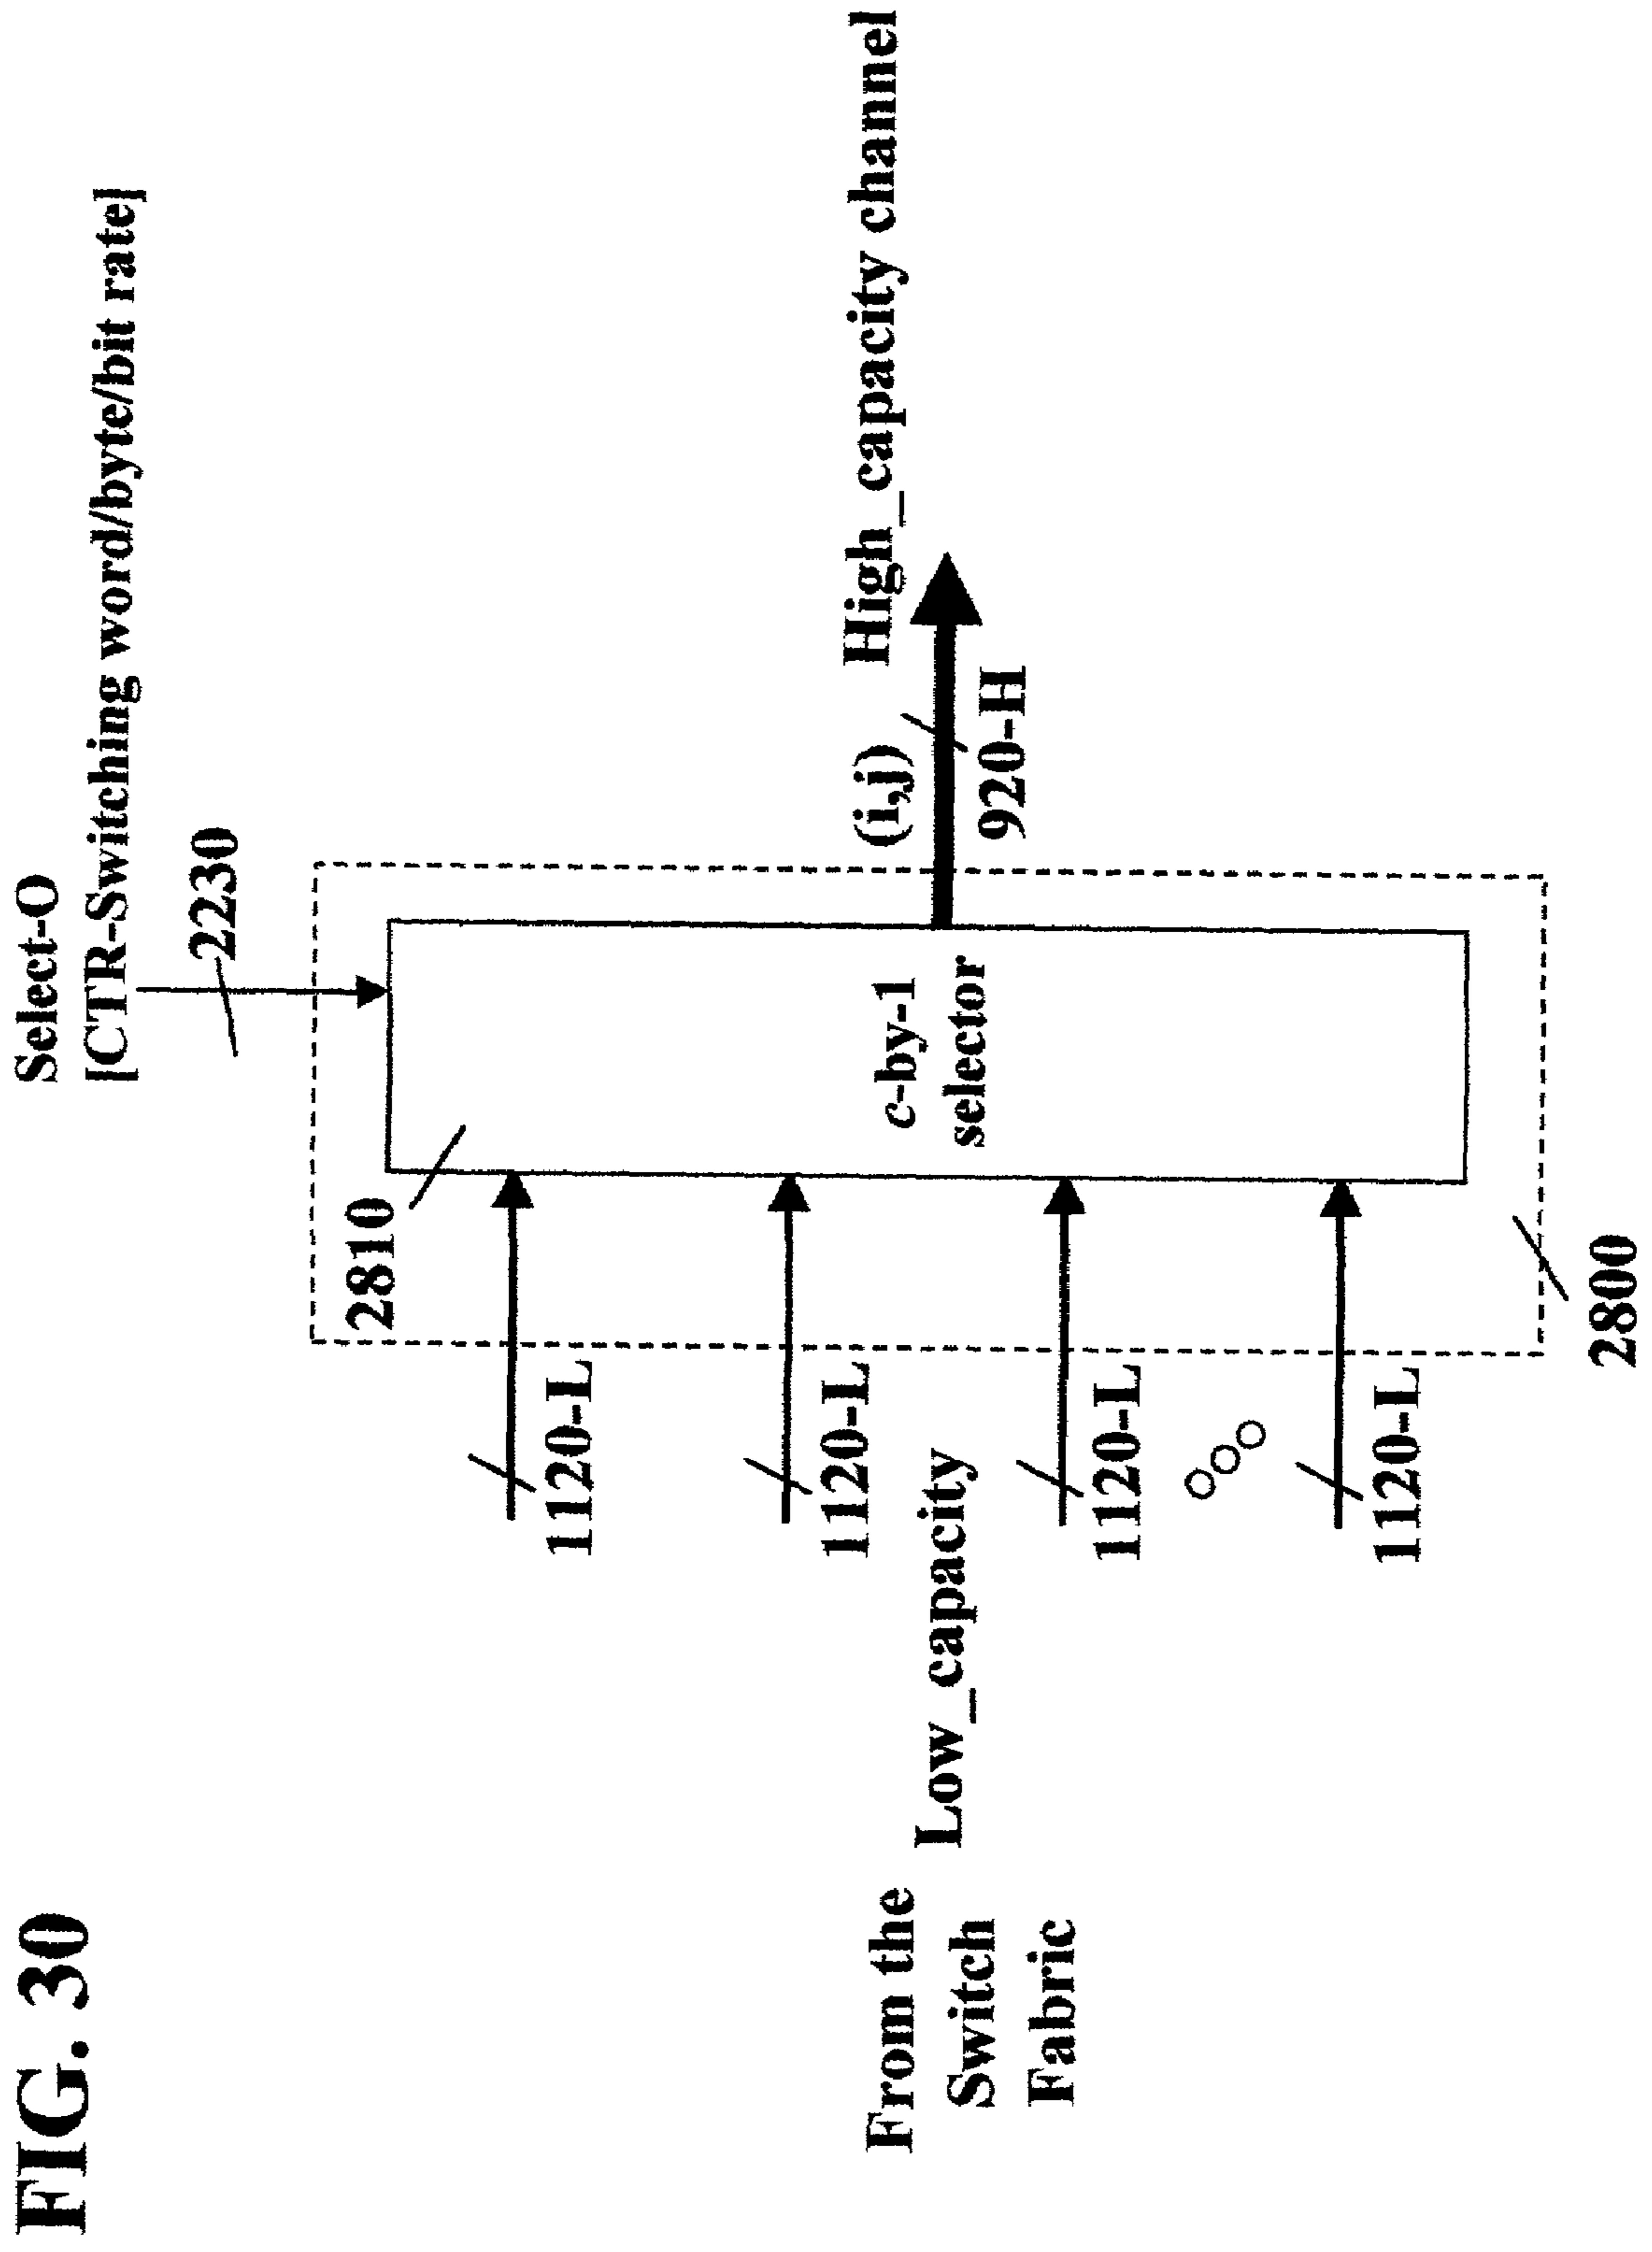 FIG. 30
Select-O
[CTR-Switching word/byte/bit rate]
2230
2810
1120-L
1120-L
1120-L
1120-L
c-by-1
selector
(i,j)
High_capacity channel
920-H
From the
Switch
Fabric
Low_capacity
2800